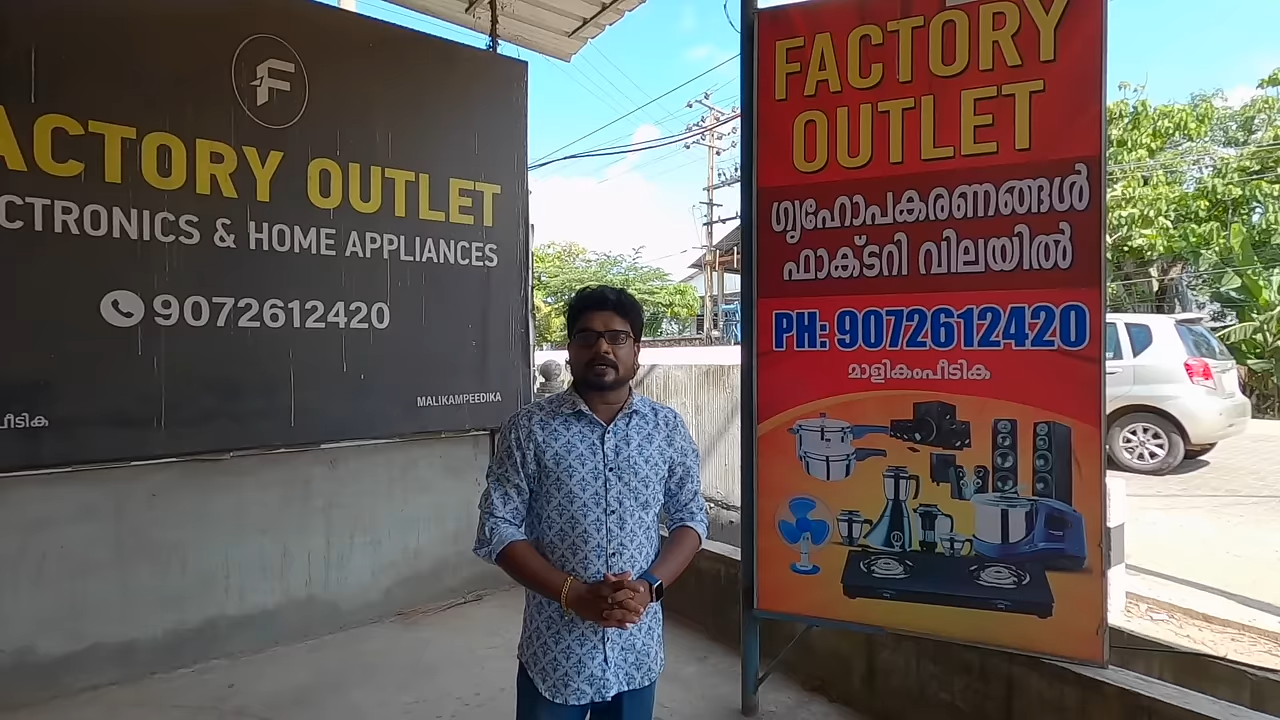 F
ACTORY OUTLET
CTRONICS & HOME APPLIANCES
9072612420
MALIKAMPEEDIKA
പീടിക
FACTORY
OUTLET
ഗൃഹോപകരണങ്ങൾ
ഫാക്ടറി വിലയിൽ
PH: 9072612420
മാളികംപീടിക